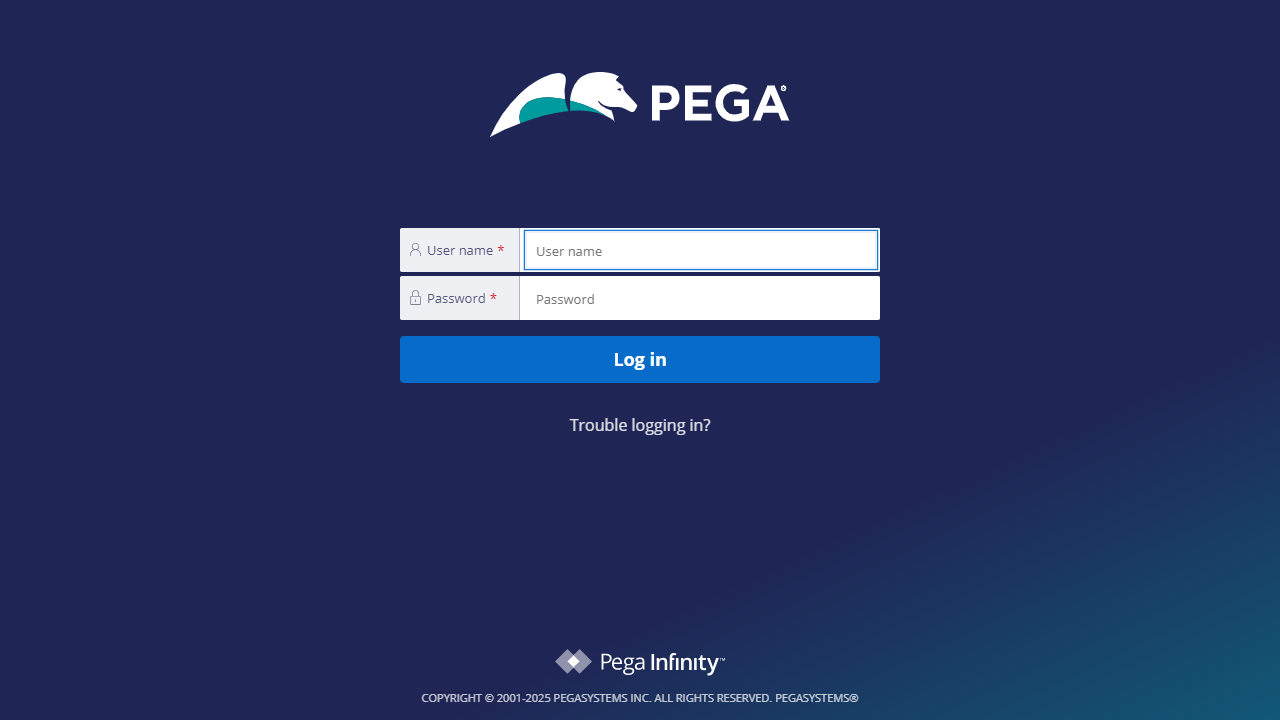 PEGA®
User name *
User name
Password *
Password
Log in
Trouble logging in?
Pega Infinity™
COPYRIGHT © 2001-2025 PEGASYSTEMS INC. ALL RIGHTS RESERVED. PEGASYSTEMS®